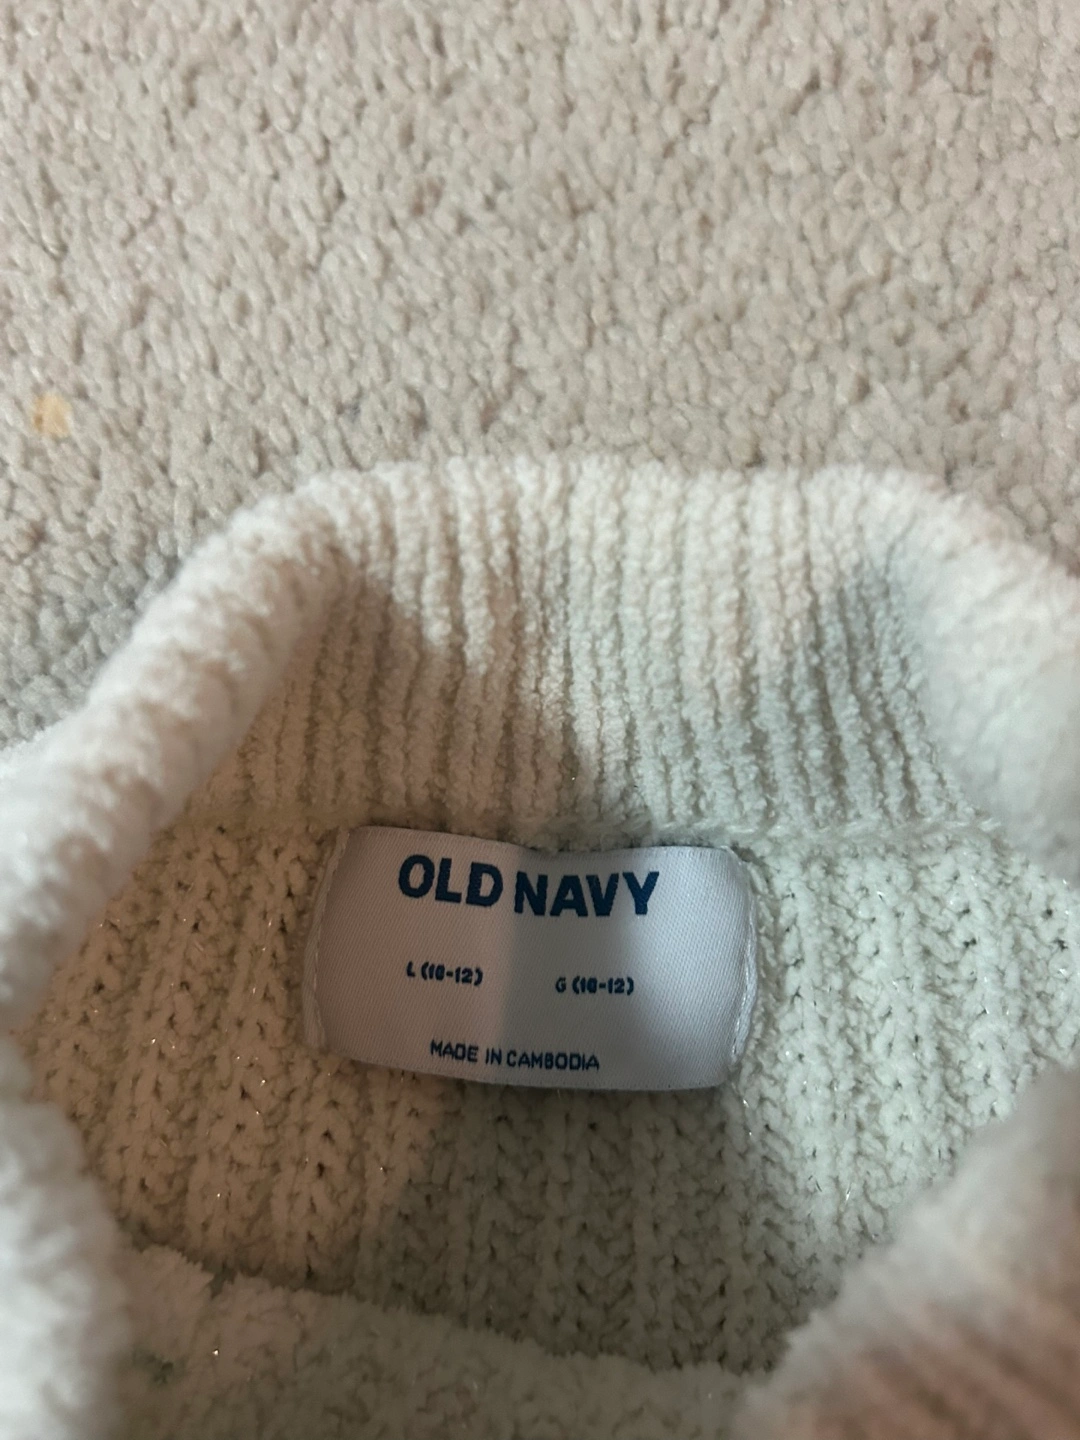 OLD NAVY
L (10-12) G (10-12)
MADE IN CAMBODIA